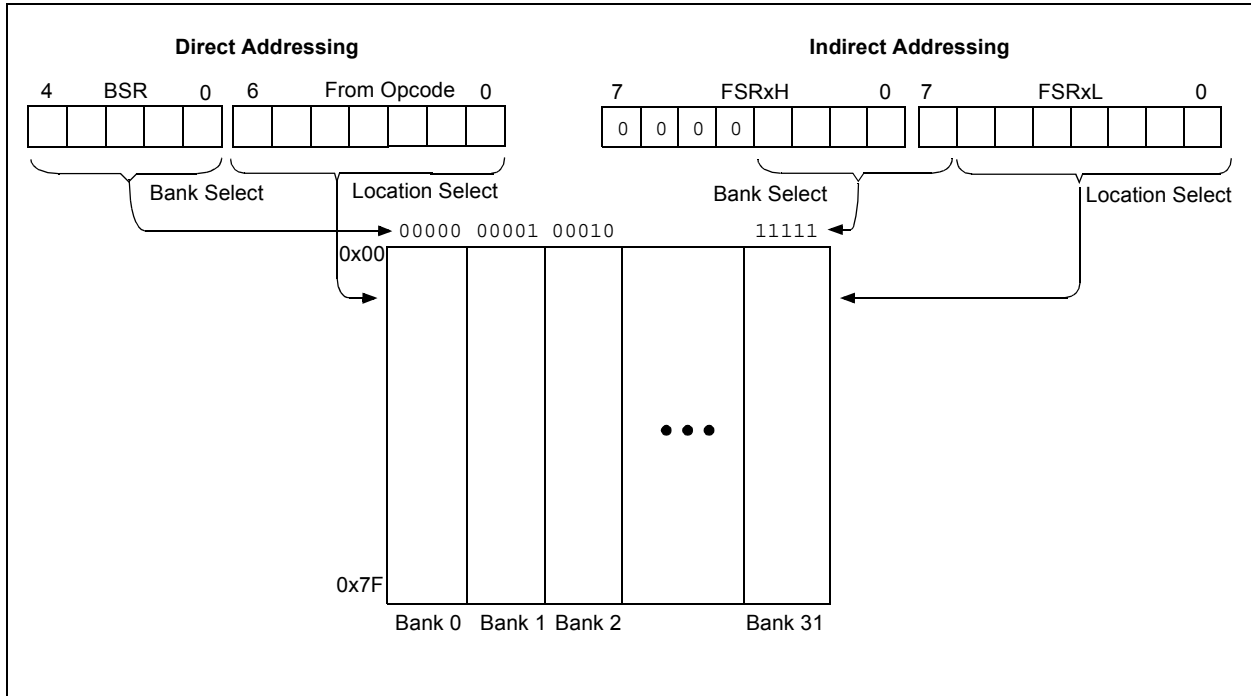 Direct Addressing Indirect Addressing
4 BSR 0 6 From Opcode 0 7 FSRxH 0 7 FSRxL 0
0 0 0 0
Bank Select Location Select Bank Select Location Select
00000 00001 00010 11111
0x00
0x7F
Bank 0 Bank 1 Bank 2 Bank 31